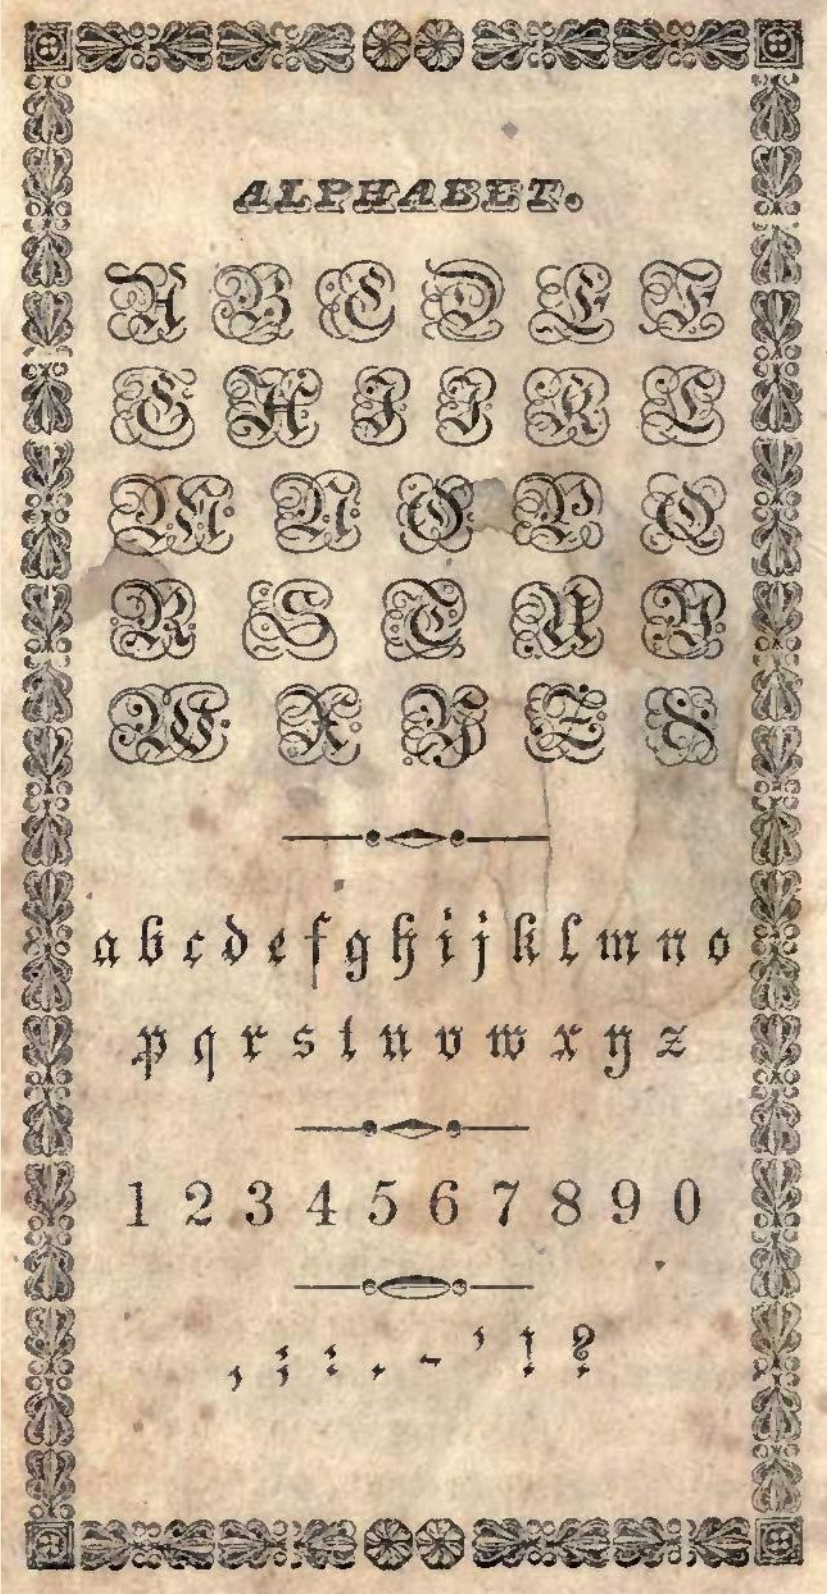 ALPHABET.
A B C D E F
G H I J K L
M N O P Q
R S T U V
W X Y Z &
a b c d e f g h i j k l m n o
p q r s t u v w x y z
1 2 3 4 5 6 7 8 9 0
, ; : . - ’ ! ?